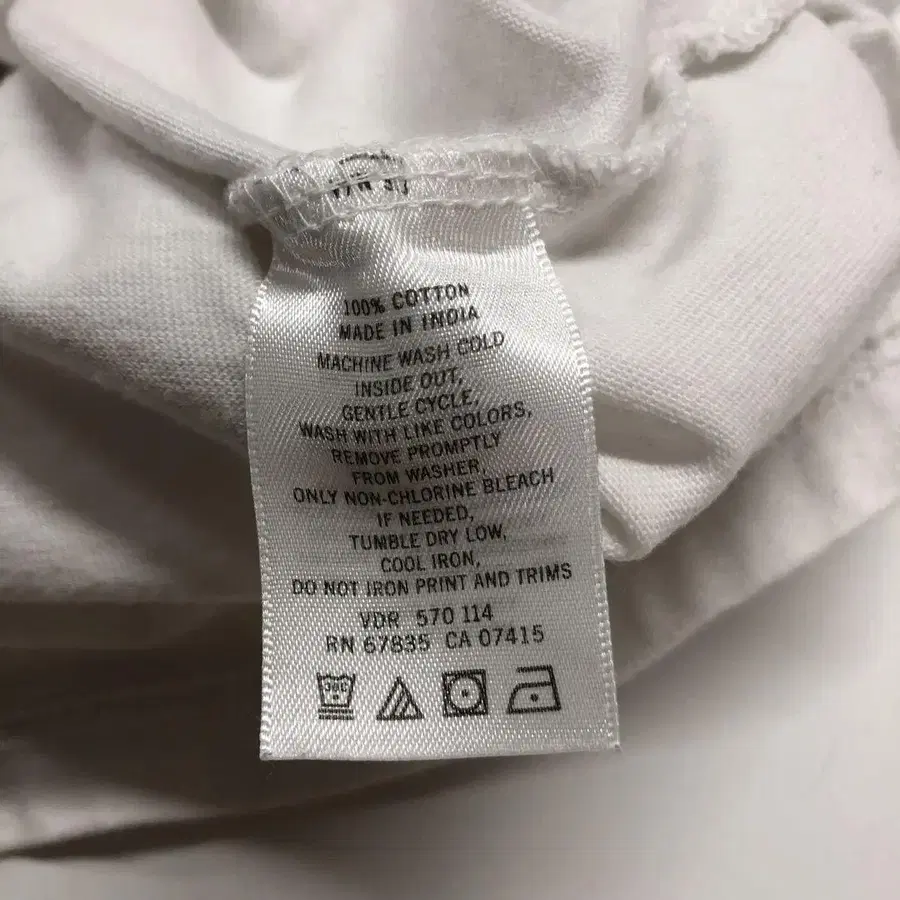 100% COTTON
MADE IN INDIA
MACHINE WASH COLD
INSIDE OUT,
GENTLE CYCLE,
WASH WITH LIKE COLORS,
REMOVE PROMPTLY
FROM WASHER,
ONLY NON-CHLORINE BLEACH
IF NEEDED,
TUMBLE DRY LOW,
COOL IRON,
DO NOT IRON PRINT AND TRIMS
VDR 570 114
RN 67835 CA 07415